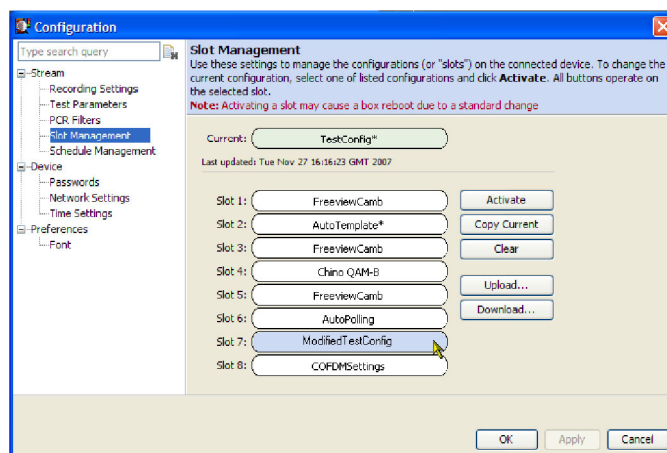 Configuration
Type search query
Stream
Recording Settings
Test Parameters
PCR Filters
Slot Management
Schedule Management
Device
Passwords
Network Settings
Time Settings
Preferences
Font
Slot Management
Use these settings to manage the configurations (or "slots") on the connected device. To change the
current configuration, select one of listed configurations and click Activate. All buttons operate on
the selected slot.
Note: Activating a slot may cause a box reboot due to a standard change
Current: TestConfig*
Last updated: Tue Nov 27 16:16:23 GMT 2007
Slot 1: FreeviewCamb
Slot 2: AutoTemplate*
Slot 3: FreeviewCamb
Slot 4: Chino QAM-B
Slot 5: FreeviewCamb
Slot 6: AutoPolling
Slot 7: ModifiedTestConfig
Slot 8: COFDMSettings
Activate
Copy Current
Clear
Upload...
Download...
OK Apply Cancel